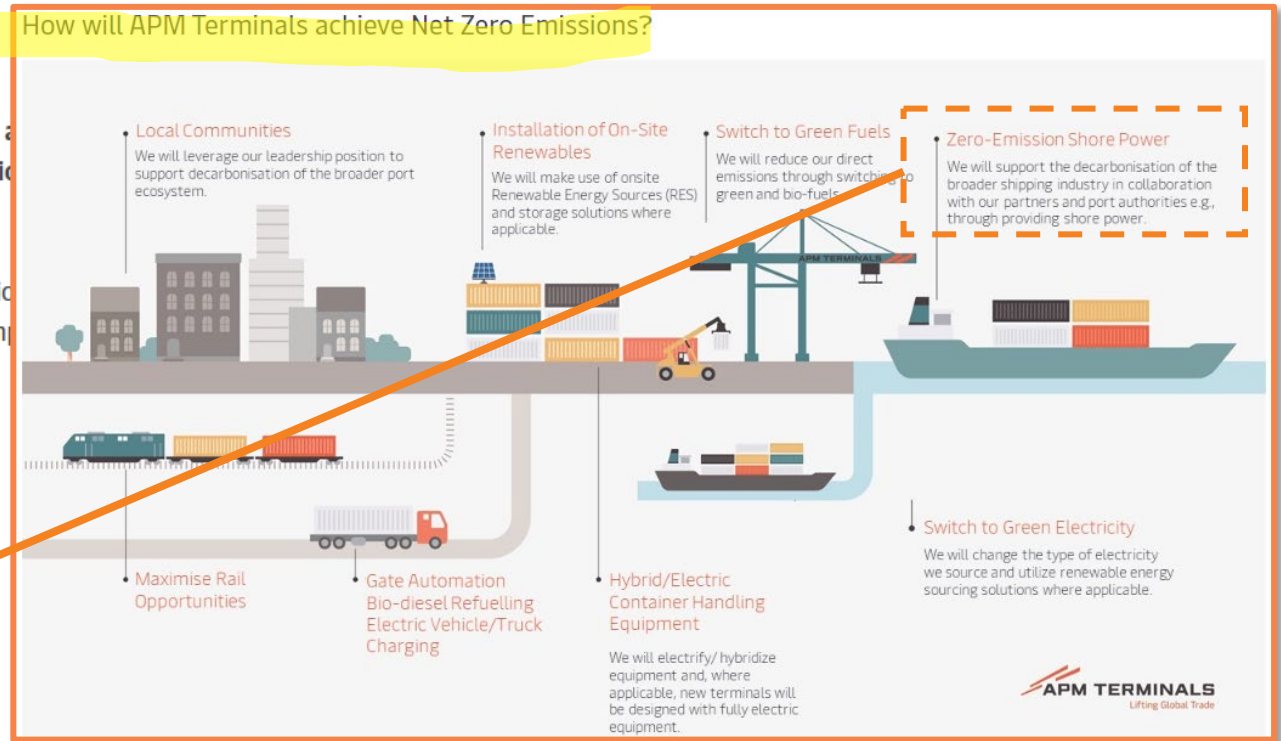 How will APM Terminals achieve Net Zero Emissions?
Local Communities
We will leverage our leadership position to
support decarbonisation of the broader port
ecosystem.
Installation of On-Site
Renewables
We will make use of onsite
Renewable Energy Sources (RES)
and storage solutions where
applicable.
Switch to Green Fuels
We will reduce our direct
emissions through switching to
green and bio-fuels
Zero-Emission Shore Power
We will support the decarbonisation of the
broader shipping industry in collaboration
with our partners and port authorities e.g.,
through providing shore power.
APM TERMINALS
Maximise Rail
Opportunities
Gate Automation
Bio-diesel Refuelling
Electric Vehicle/Truck
Charging
Hybrid/Electric
Container Handling
Equipment
We will electrify/ hybridize
equipment and, where
applicable, new terminals will
be designed with fully electric
equipment.
Switch to Green Electricity
We will change the type of electricity
we source and utilize renewable energy
sourcing solutions where applicable.
APM TERMINALS
Lifting Global Trade